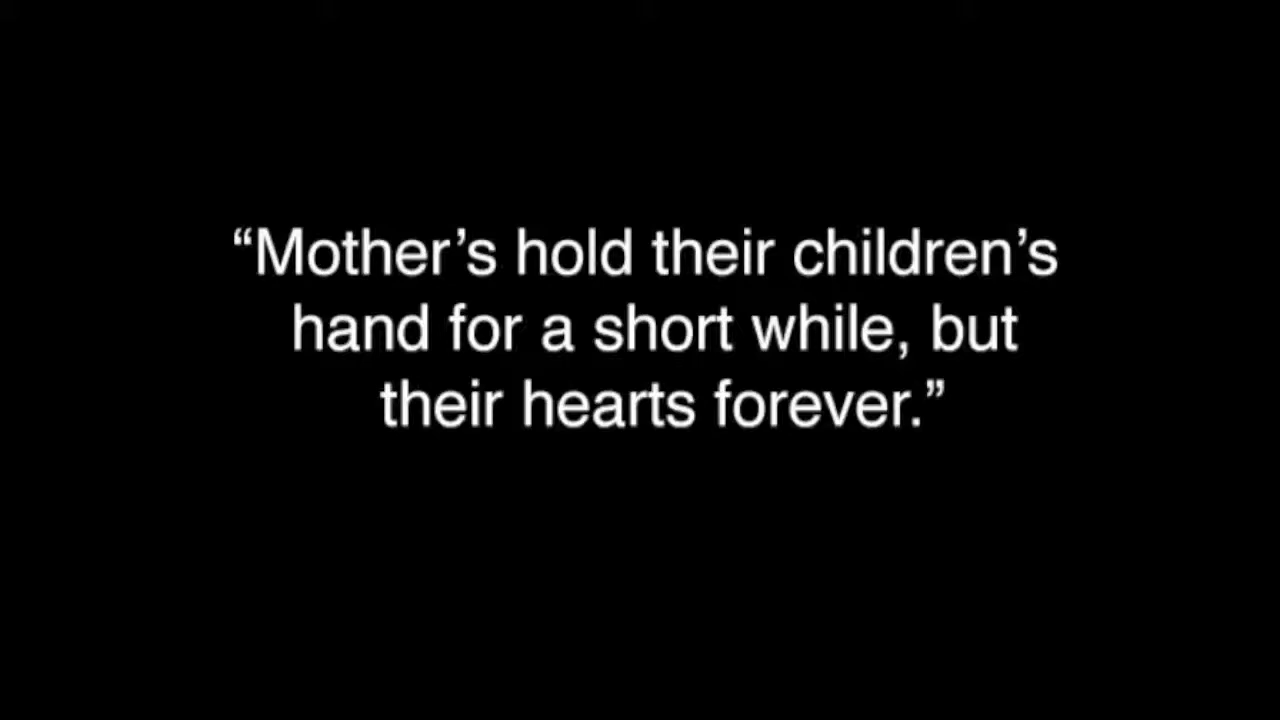 “Mother’s hold their children’s
hand for a short while, but
their hearts forever.”